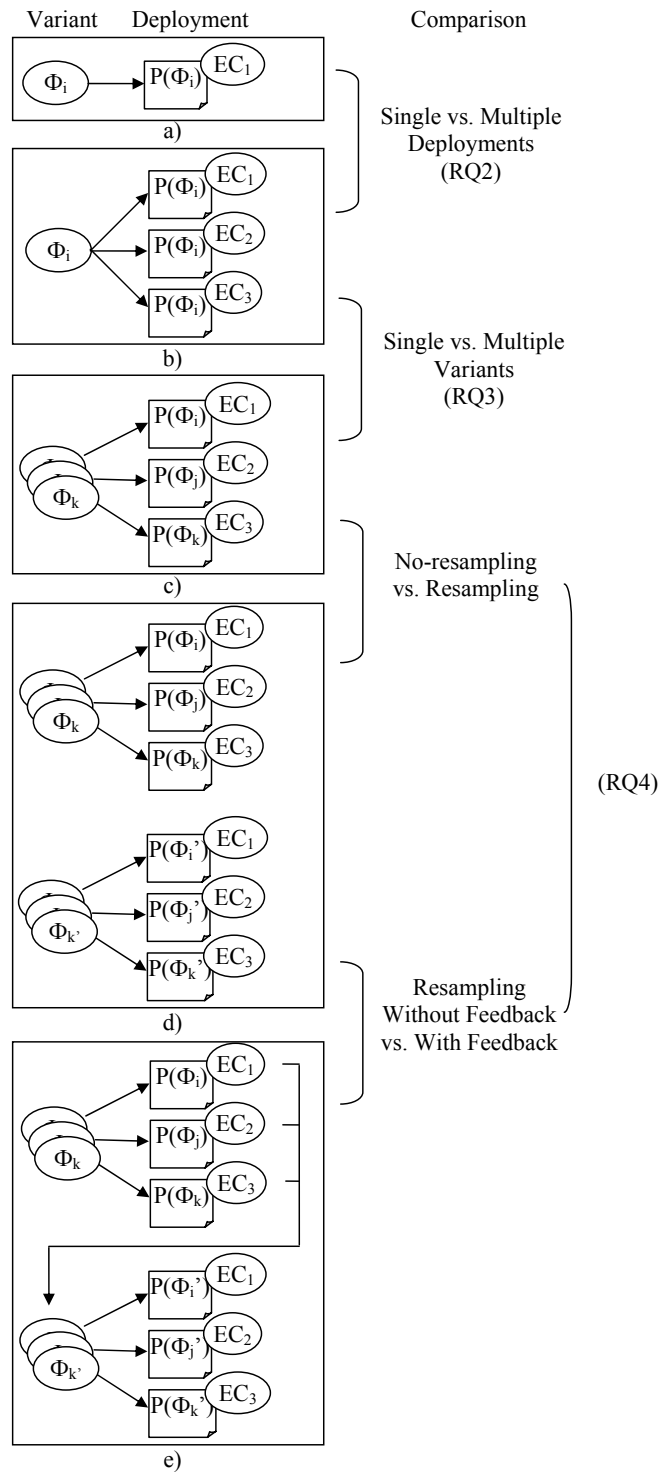 Variant Deployment Comparison
Φi P(Φi) EC1
a)
Single vs. Multiple
Deployments
(RQ2)
P(Φi) EC1
Φi P(Φi) EC2
P(Φi) EC3
b)
Single vs. Multiple
Variants
(RQ3)
P(Φi) EC1
P(Φj) EC2
Φk
P(Φk) EC3
c)
No-resampling
vs. Resampling
P(Φi) EC1
P(Φj) EC2
Φk
P(Φk) EC3
(RQ4)
P(Φi’) EC1
P(Φj’) EC2
Φk’
P(Φk’) EC3
d)
Resampling
Without Feedback
vs. With Feedback
P(Φi) EC1
P(Φj) EC2
Φk
P(Φk) EC3
P(Φi’) EC1
P(Φj’) EC2
Φk’
P(Φk’) EC3
e)